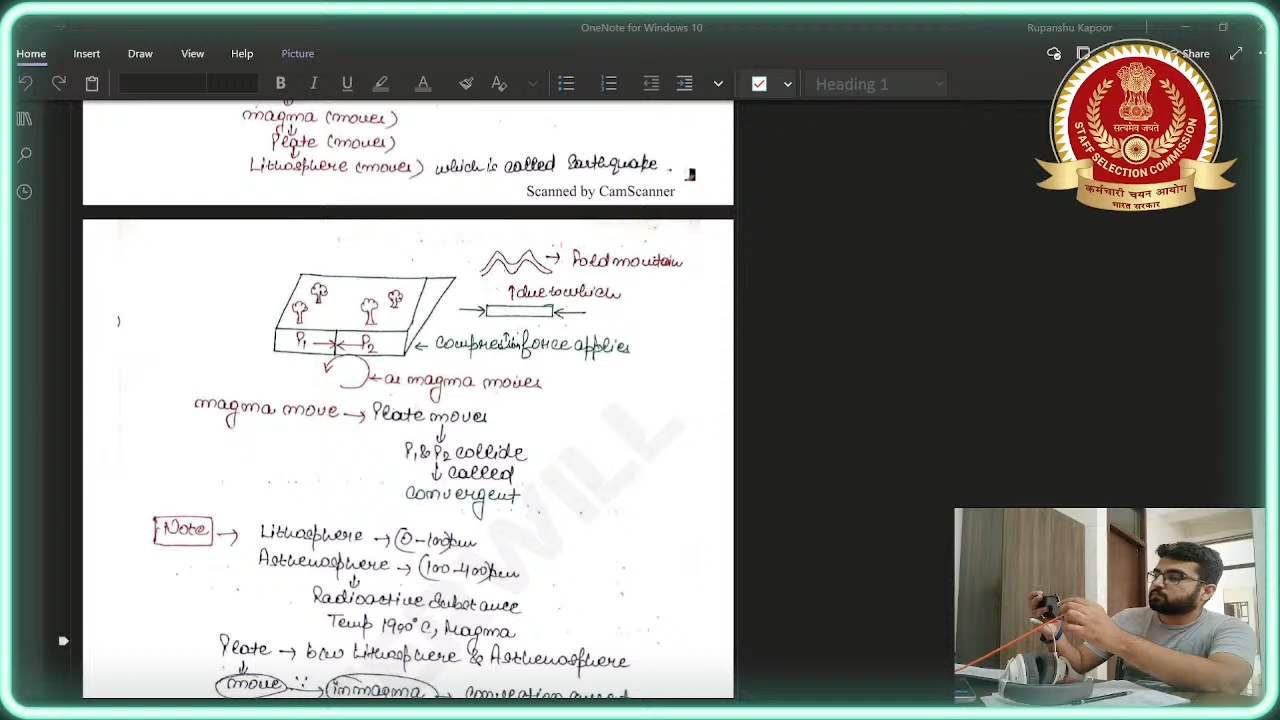 OneNote for Windows 10
Rupanshu Kapoor
Home Insert Draw View Help Picture
Share
B I U A
Heading 1
magma (moves)
Plate (moves)
Lithosphere (moves) which is called Earthquake.
Scanned by CamScanner
Fold mountain
due to which
P₁ P₂
compression force applies
as magma moves
magma move → Plate moves
P₁ & P₂ collide
called
convergent
Note → Lithosphere → 0-100km
Asthenosphere → (100-400)km
Radioactive Substance
Temp 1900°C, Magma
Plate → b/w Lithosphere & Asthenosphere
move ∵ → in magma →
सत्यमेव जयते
STAFF SELECTION COMMISSION
कर्मचारी चयन आयोग
भारत सरकार